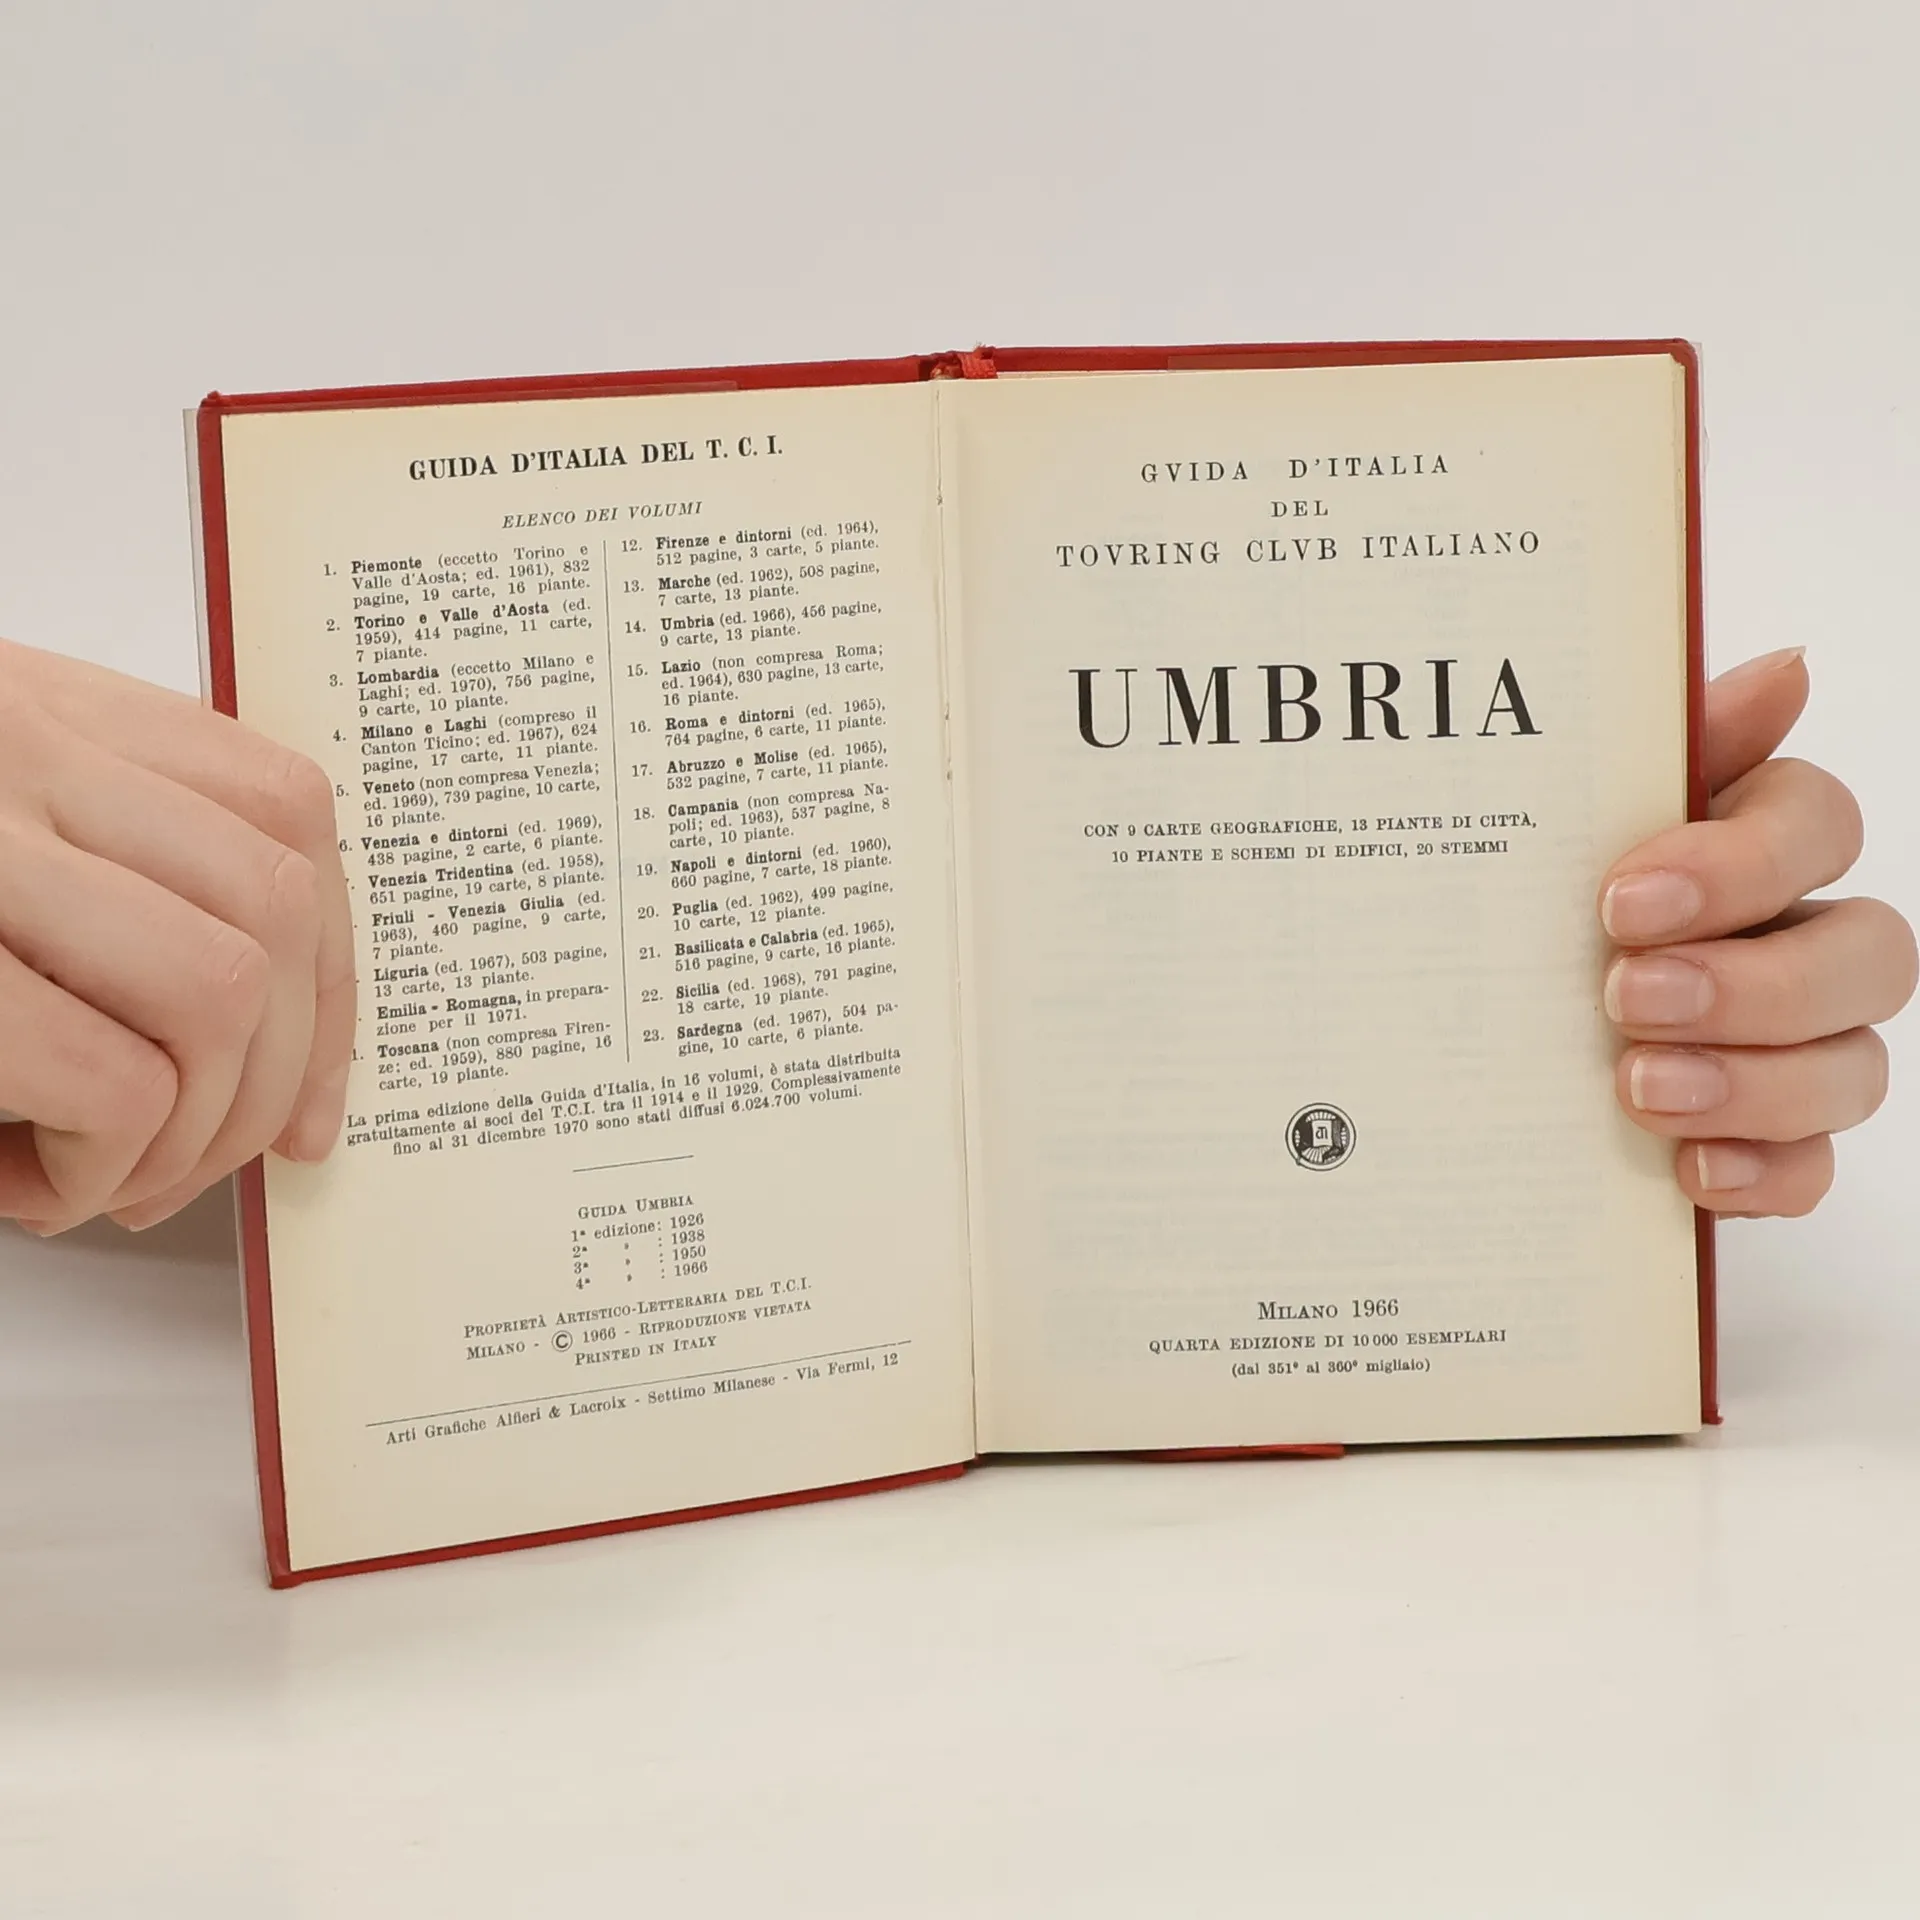 GUIDA D'ITALIA DEL T. C. I.
ELENCO DEI VOLUMI
1. Piemonte (eccetto Torino e
Valle d'Aosta; ed. 1961), 832
pagine, 19 carte, 16 piante.
2. Torino e Valle d'Aosta (ed.
1959), 414 pagine, 11 carte,
7 piante.
3. Lombardia (eccetto Milano e
Laghi; ed. 1970), 756 pagine,
9 carte, 10 piante.
4. Milano e Laghi (compreso il
Canton Ticino; ed. 1967), 624
pagine, 17 carte, 11 piante.
5. Veneto (non compresa Venezia;
ed. 1969), 739 pagine, 10 carte,
16 piante.
6. Venezia e dintorni (ed. 1969),
438 pagine, 2 carte, 6 piante.
Venezia Tridentina (ed. 1958),
651 pagine, 19 carte, 8 piante.
Friuli - Venezia Giulia (ed.
1963), 460 pagine, 9 carte,
7 piante.
Liguria (ed. 1967), 503 pagine,
13 carte, 13 piante.
Emilia - Romagna, in prepara-
zione per il 1971.
1. Toscana (non compresa Firen-
ze; ed. 1959), 880 pagine, 16
carte, 19 piante.
12. Firenze e dintorni (ed. 1964),
512 pagine, 3 carte, 5 piante.
13. Marche (ed. 1962), 508 pagine,
7 carte, 13 piante.
14. Umbria (ed. 1966), 456 pagine,
9 carte, 13 piante.
15. Lazio (non compresa Roma;
ed. 1964), 630 pagine, 13 carte,
16 piante.
16. Roma e dintorni (ed. 1965),
764 pagine, 6 carte, 11 piante.
17. Abruzzo e Molise (ed. 1965),
532 pagine, 7 carte, 11 piante.
18. Campania (non compresa Na-
poli; ed. 1963), 537 pagine, 8
carte, 10 piante.
19. Napoli e dintorni (ed. 1960),
660 pagine, 7 carte, 18 piante.
20. Puglia (ed. 1962), 499 pagine,
10 carte, 12 piante.
21. Basilicata e Calabria (ed. 1965),
516 pagine, 9 carte, 16 piante.
22. Sicilia (ed. 1968), 791 pagine,
18 carte, 19 piante.
23. Sardegna (ed. 1967), 504 pa-
gine, 10 carte, 6 piante.
La prima edizione della Guida d'Italia, in 16 volumi, è stata distribuita
gratuitamente ai soci del T.C.I. tra il 1914 e il 1929. Complessivamente
fino al 31 dicembre 1970 sono stati diffusi 6.024.700 volumi.
GUIDA UMBRIA
1ª edizione: 1926
2ª » : 1938
3ª » : 1950
4ª » : 1966
PROPRIETÀ ARTISTICO-LETTERARIA DEL T.C.I.
MILANO - © 1966 - RIPRODUZIONE VIETATA
PRINTED IN ITALY
Arti Grafiche Alfieri & Lacroix - Settimo Milanese - Via Fermi, 12
GVIDA D'ITALIA
DEL
TOVRING CLVB ITALIANO
UMBRIA
CON 9 CARTE GEOGRAFICHE, 13 PIANTE DI CITTÀ,
10 PIANTE E SCHEMI DI EDIFICI, 20 STEMMI
MILANO 1966
QUARTA EDIZIONE DI 10 000 ESEMPLARI
(dal 351º al 360º migliaio)